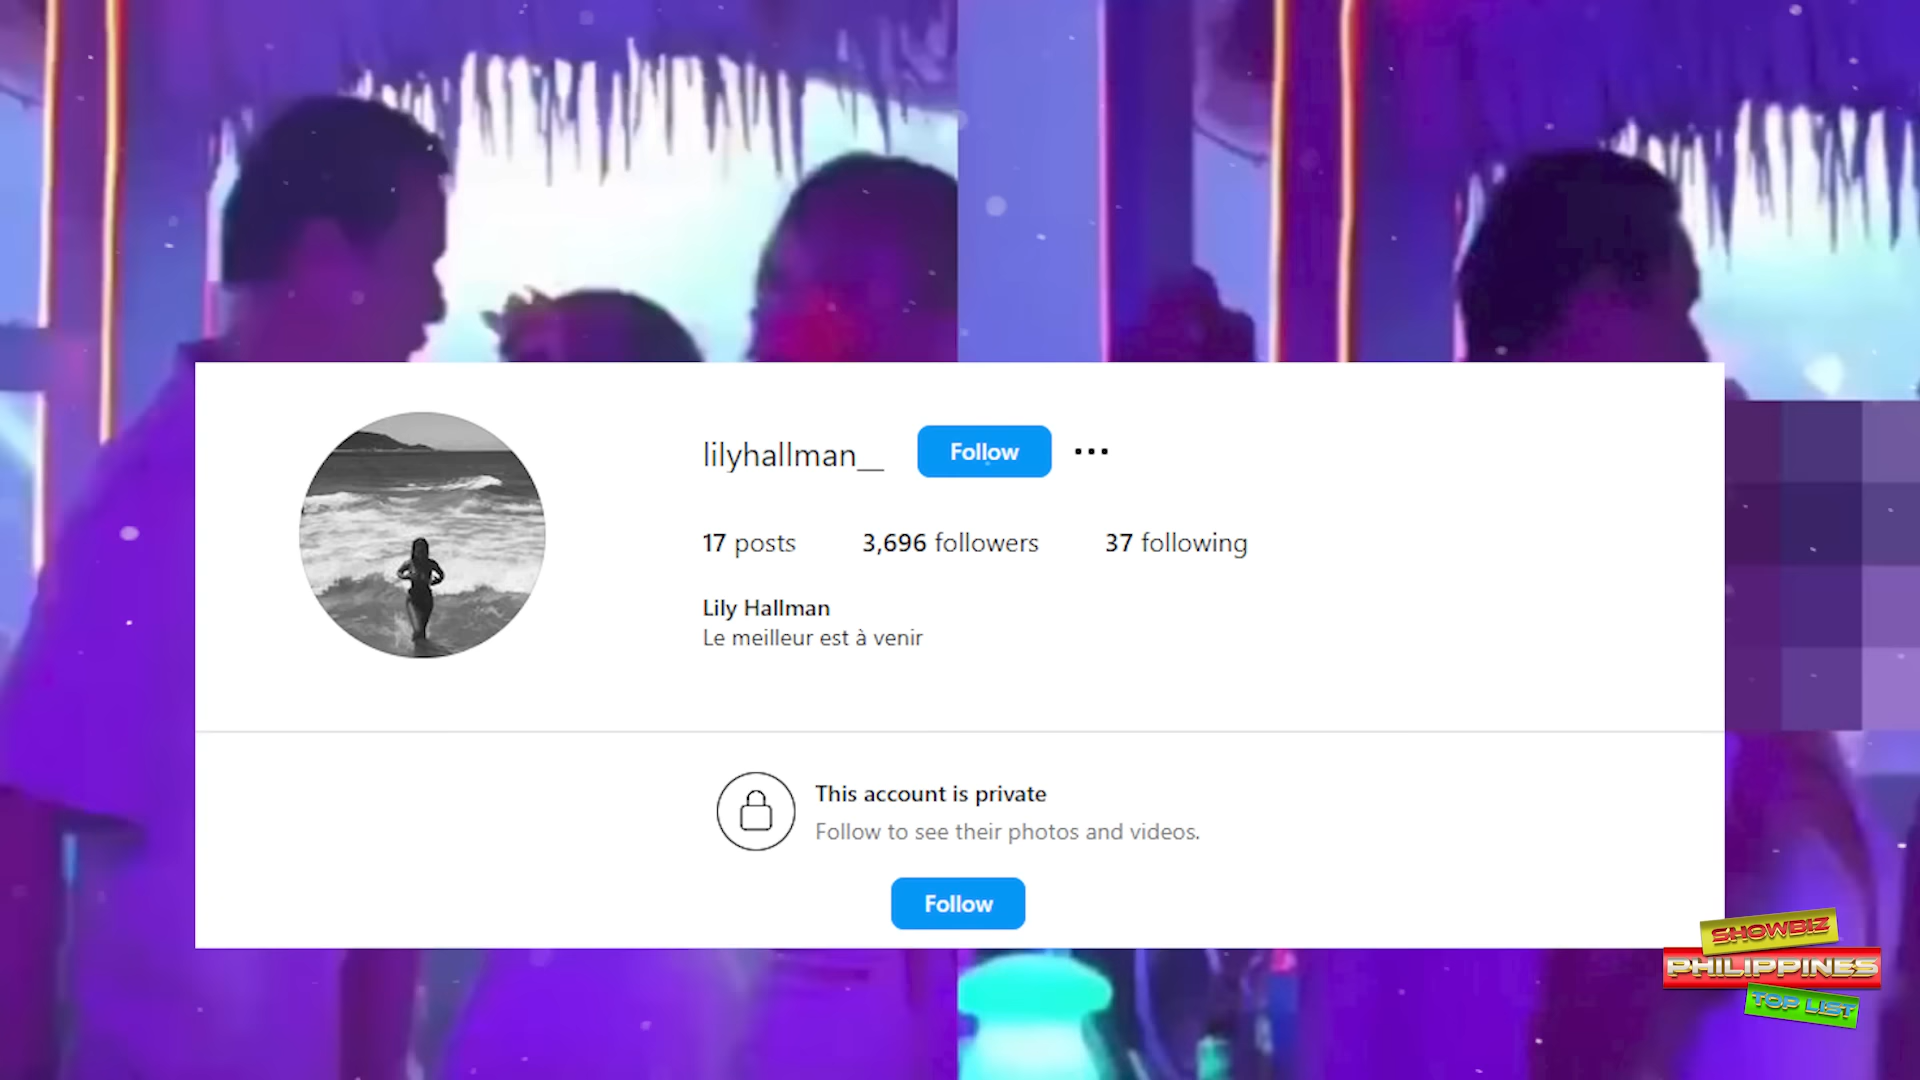 lilyhallman__
Follow
17 posts
3,696 followers
37 following
Lily Hallman
Le meilleur est à venir
This account is private
Follow to see their photos and videos.
Follow
SHOWBIZ
PHILIPPINES
TOP LIST